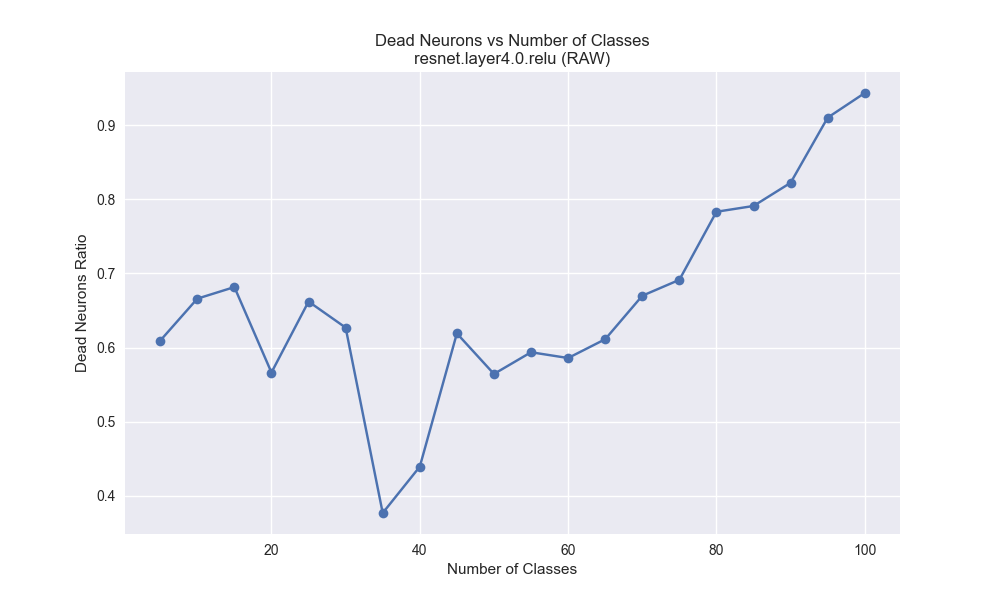 Dead Neurons vs Number of Classes
resnet.layer4.0.relu (RAW)
0.9
0.8
0.7
0.6
0.5
0.4
Dead Neurons Ratio
20 40 60 80 100
Number of Classes